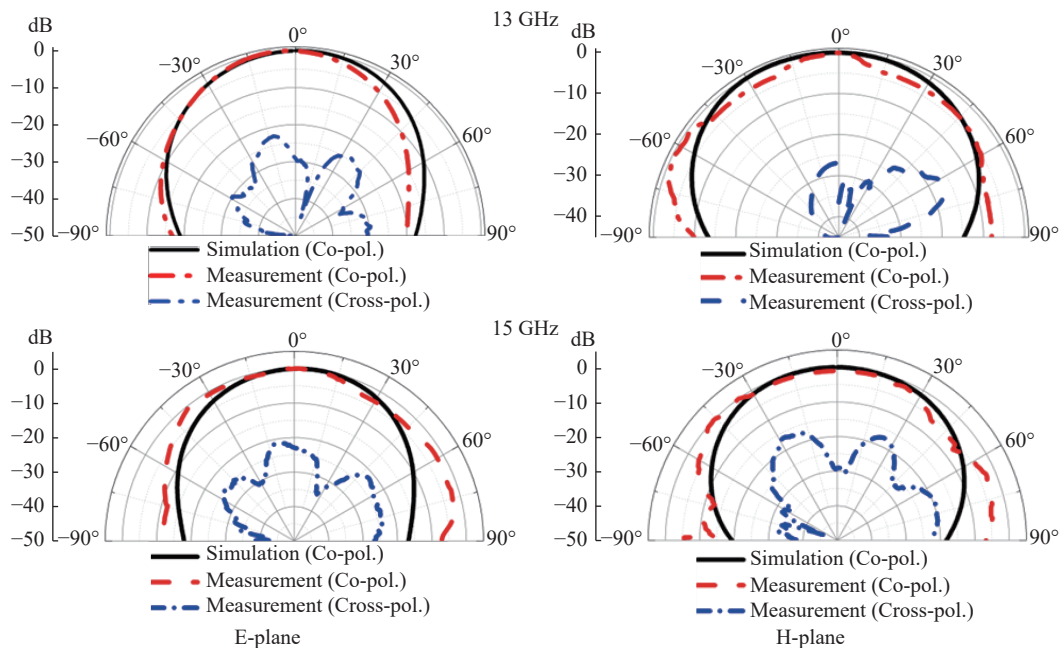 13 GHz
dB
0
−10
−20
−30
−40
−50
−90°
−60°
−30°
0°
30°
60°
90°
Simulation (Co-pol.)
Measurement (Co-pol.)
Measurement (Cross-pol.)
dB
0
−10
−20
−30
−40
−90°
−60°
−30°
0°
30°
60°
90°
Simulation (Co-pol.)
Measurement (Co-pol.)
Measurement (Cross-pol.)
15 GHz
dB
0
−10
−20
−30
−40
−50
−90°
−60°
−30°
0°
30°
60°
90°
Simulation (Co-pol.)
Measurement (Co-pol.)
Measurement (Cross-pol.)
E-plane
dB
0
−10
−20
−30
−40
−50
−90°
−60°
−30°
0°
30°
60°
90°
Simulation (Co-pol.)
Measurement (Co-pol.)
Measurement (Cross-pol.)
H-plane